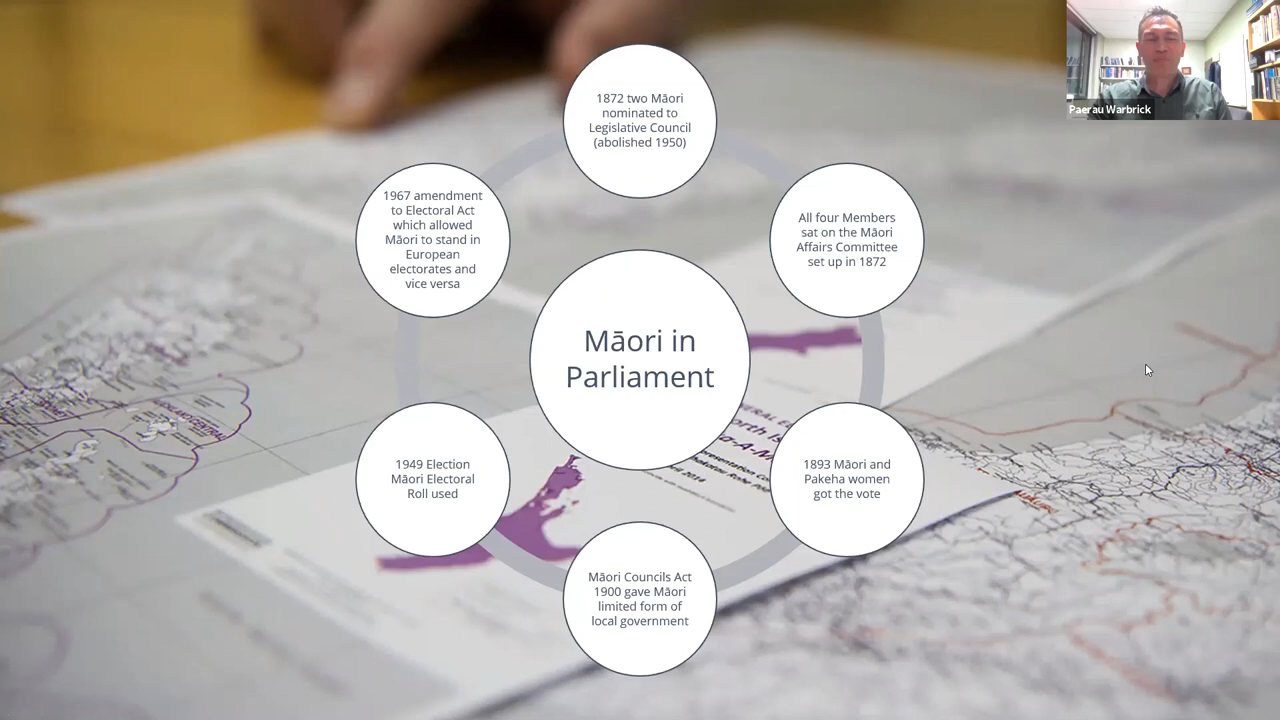 Paerau Warbrick
1872 two Māori
nominated to
Legislative Council
(abolished 1950)
All four Members
sat on the Māori
Affairs Committee
set up in 1872
1893 Māori and
Pakeha women
got the vote
Māori Councils Act
1900 gave Māori
limited form of
local government
1949 Election
Māori Electoral
Roll used
1967 amendment
to Electoral Act
which allowed
Māori to stand in
European
electorates and
vice versa
Māori in
Parliament